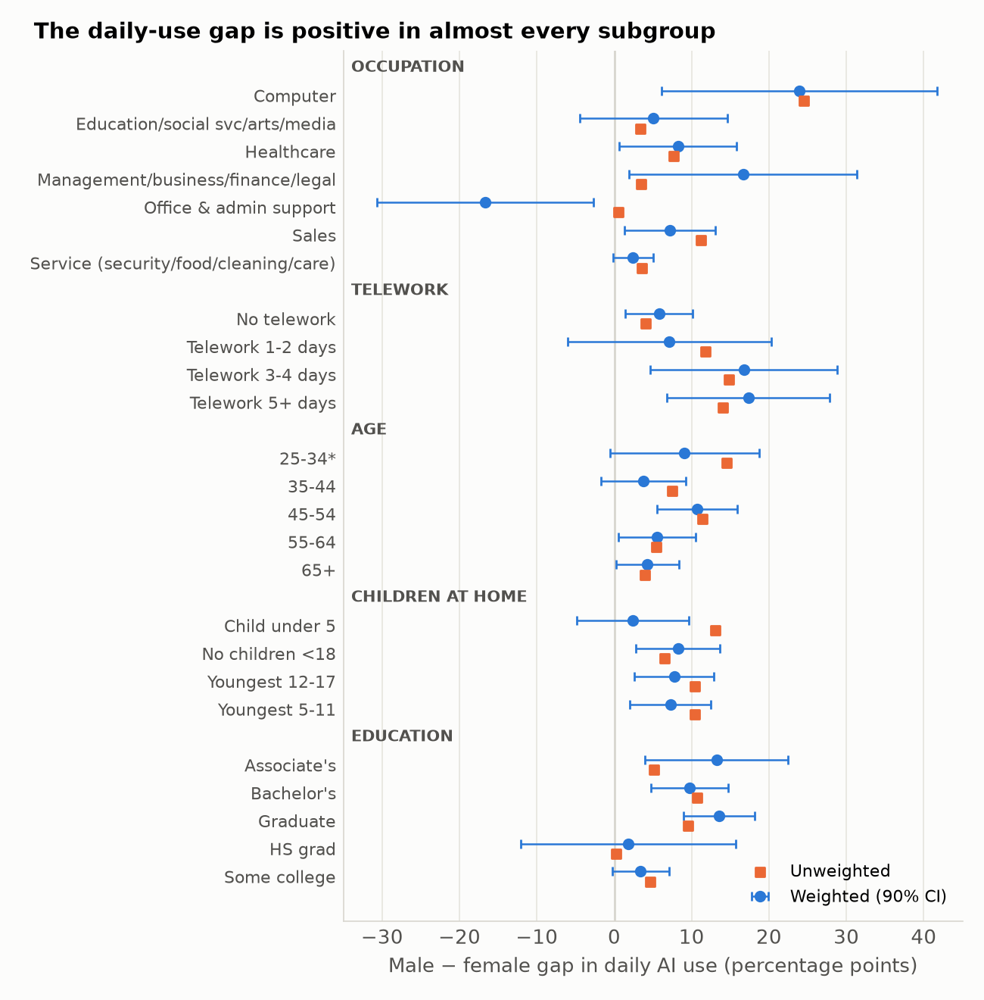 The daily-use gap is positive in almost every subgroup
OCCUPATION
Computer
Education/social svc/arts/media
Healthcare
Management/business/finance/legal
Office & admin support
Sales
Service (security/food/cleaning/care)
TELEWORK
No telework
Telework 1-2 days
Telework 3-4 days
Telework 5+ days
AGE
25-34*
35-44
45-54
55-64
65+
CHILDREN AT HOME
Child under 5
No children <18
Youngest 12-17
Youngest 5-11
EDUCATION
Associate's
Bachelor's
Graduate
HS grad
Some college
Unweighted
Weighted (90% CI)
−30 −20 −10 0 10 20 30 40
Male − female gap in daily AI use (percentage points)